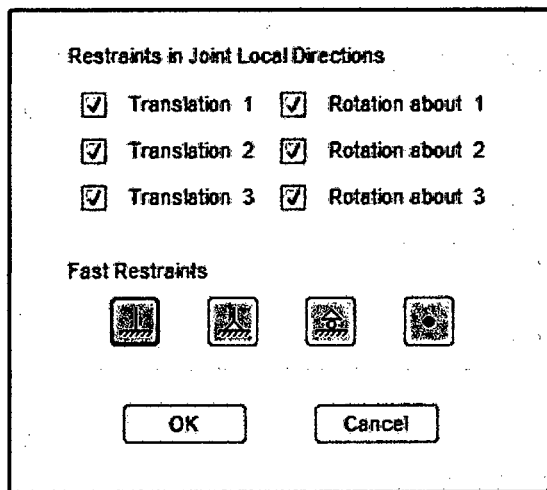 Restraints in Joint Local Directions
Translation 1 Rotation about 1
Translation 2 Rotation about 2
Translation 3 Rotation about 3
Fast Restraints
OK Cancel